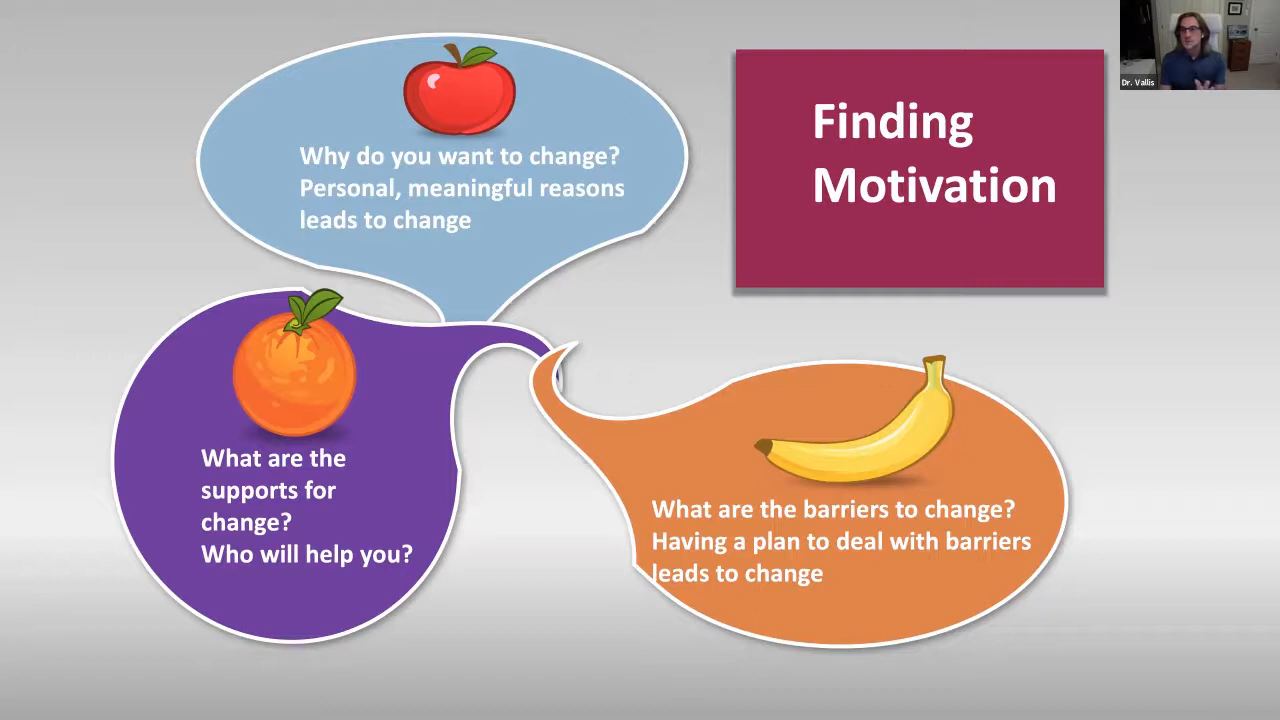 Finding
Motivation
Why do you want to change?
Personal, meaningful reasons
leads to change
What are the
supports for
change?
Who will help you?
What are the barriers to change?
Having a plan to deal with barriers
leads to change
Dr. Vallis